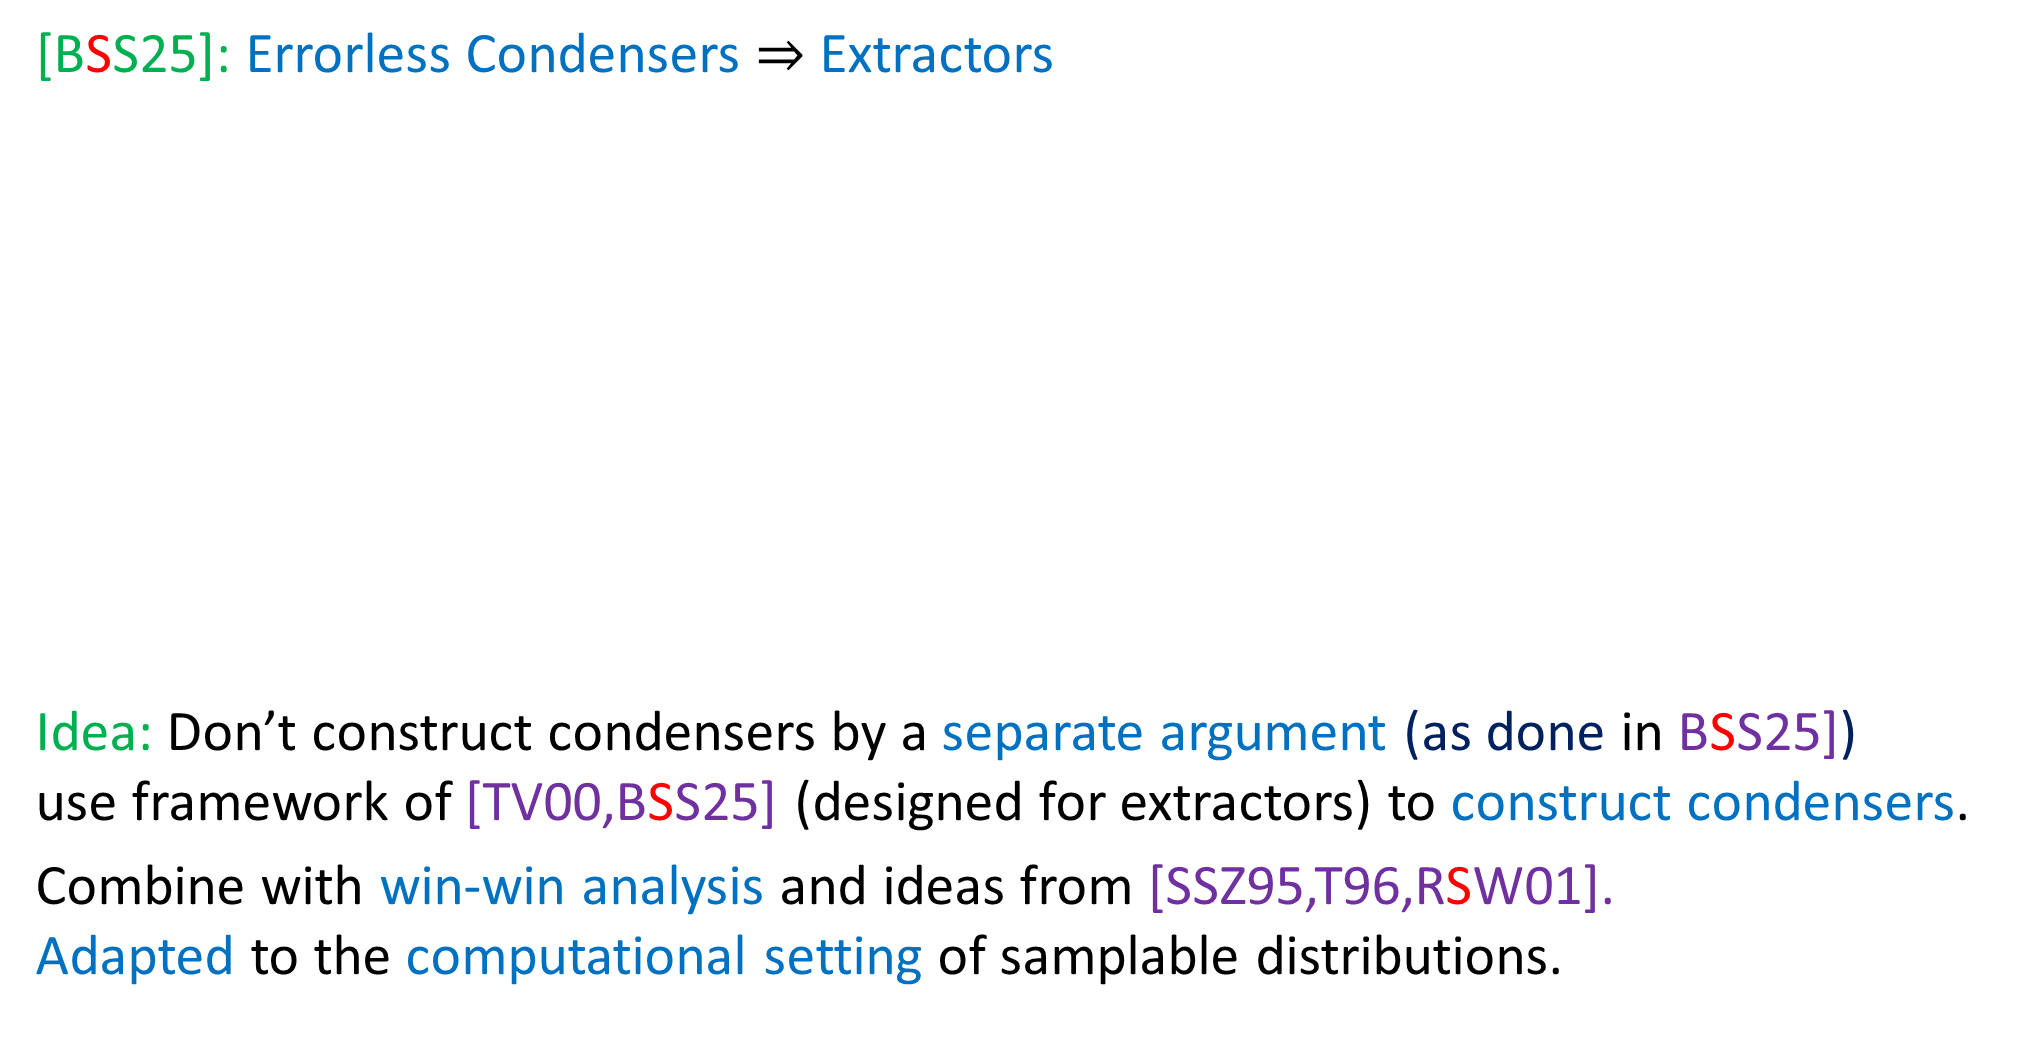 [BSS25]: Errorless Condensers ⇒ Extractors
Idea: Don’t construct condensers by a separate argument (as done in BSS25])
use framework of [TV00,BSS25] (designed for extractors) to construct condensers.
Combine with win-win analysis and ideas from [SSZ95,T96,RSW01].
Adapted to the computational setting of samplable distributions.